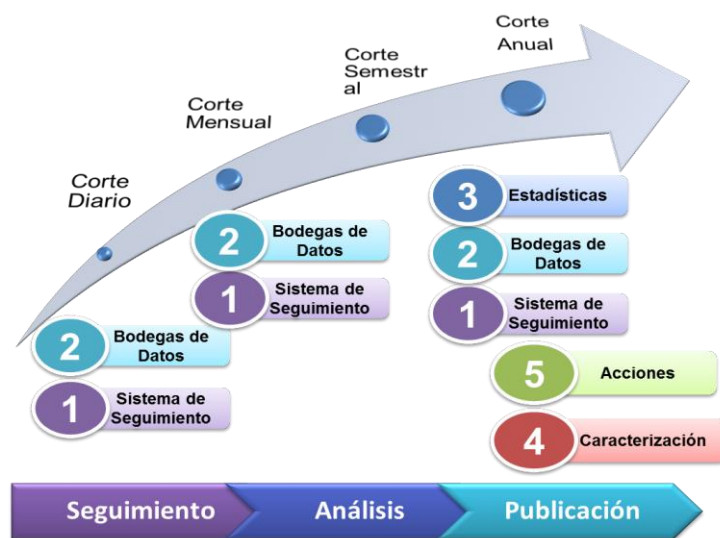 Corte
Anual
Corte
Semestr
al
Corte
Mensual
Corte
Diario
3
Estadísticas
2
Bodegas de
Datos
1
Sistema de
Seguimiento
2
Bodegas de
Datos
1
Sistema de
Seguimiento
2
Bodegas de
Datos
1
Sistema de
Seguimiento
5
Acciones
4
Caracterización
Seguimiento
Análisis
Publicación